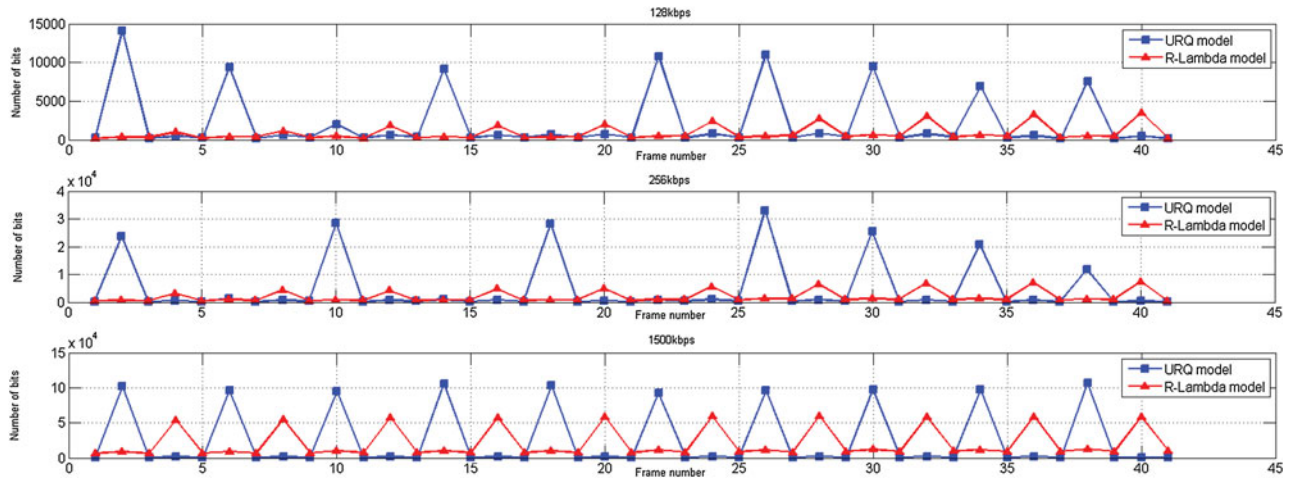 128kbps
Number of bits
15000
10000
5000
0
0 5 10 15 20 25 30 35 40 45
Frame number
URQ model
R-Lambda model
256kbps
x 10^4
Number of bits
4
3
2
1
0
0 5 10 15 20 25 30 35 40 45
Frame number
URQ model
R-Lambda model
1500kbps
x 10^4
Number of bits
15
10
5
0
0 5 10 15 20 25 30 35 40 45
Frame number
URQ model
R-Lambda model